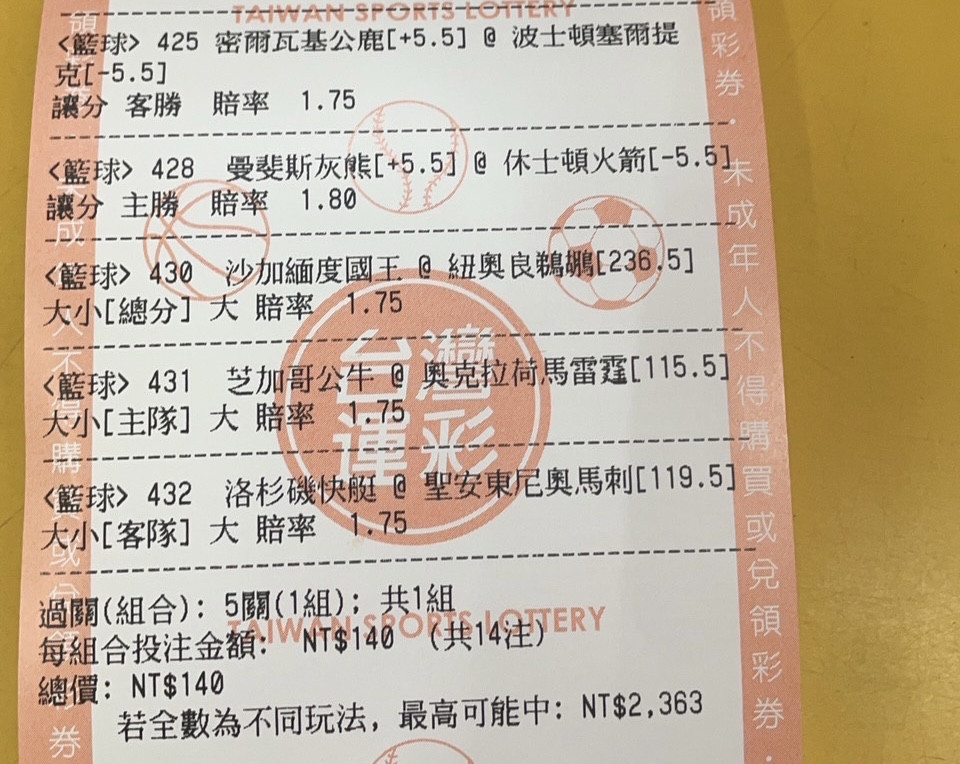 TAIWAN SPORTS LOTTERY
<籃球> 425 密爾瓦基公鹿[+5.5] @ 波士頓塞爾提
克[-5.5]
讓分 客勝 賠率 1.75
<籃球> 428 曼斐斯灰熊[+5.5] @ 休士頓火箭[-5.5]
讓分 主勝 賠率 1.80
<籃球> 430 沙加緬度國王 @ 紐奧良鵜鶘[236.5]
大小[總分] 大 賠率 1.75
<籃球> 431 芝加哥公牛 @ 奧克拉荷馬雷霆[115.5]
大小[主隊] 大 賠率 1.75
<籃球> 432 洛杉磯快艇 @ 聖安東尼奧馬刺[119.5]
大小[客隊] 大 賠率 1.75
台灣
運彩
過關(組合): 5關(1組); 共1組
TAIWAN SPORTS LOTTERY
每組合投注金額: NT$140 (共14注)
總價: NT$140
若全數為不同玩法, 最高可能中: NT$2,363
領彩券．未成年人不得購買或兌領彩券．